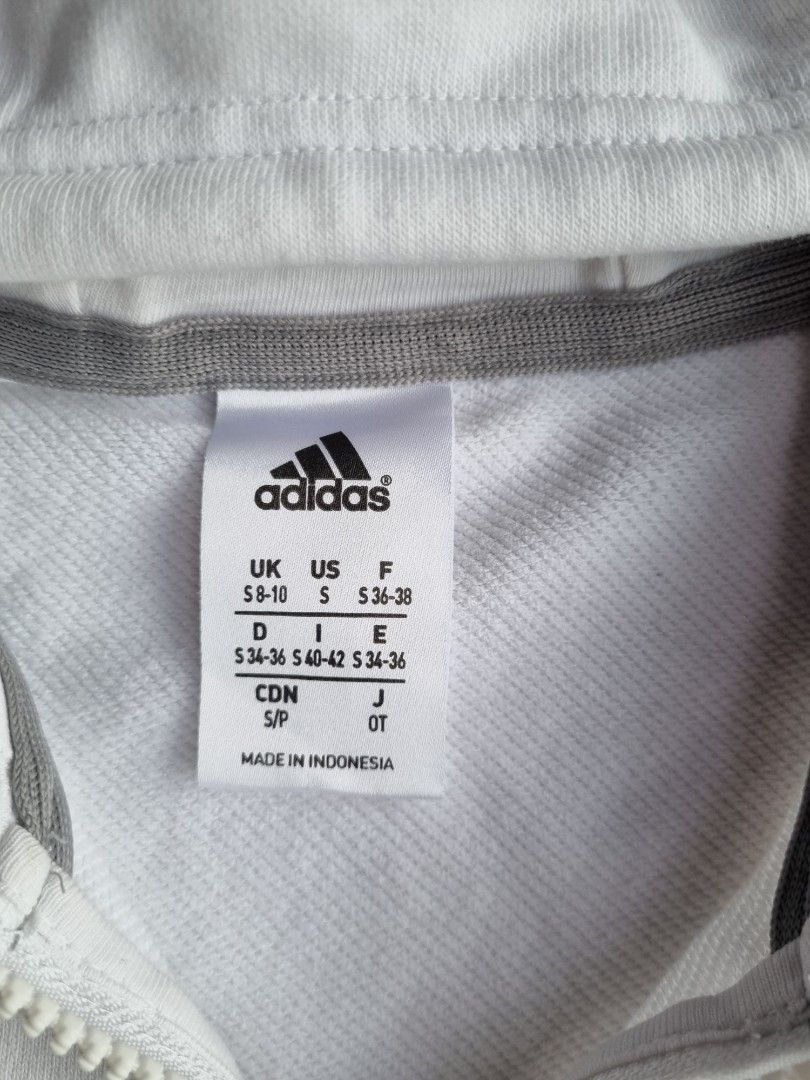 adidas®
UK US F
S 8-10 S S 36-38
D I E
S 34-36 S 40-42 S 34-36
CDN J
S/P OT
MADE IN INDONESIA